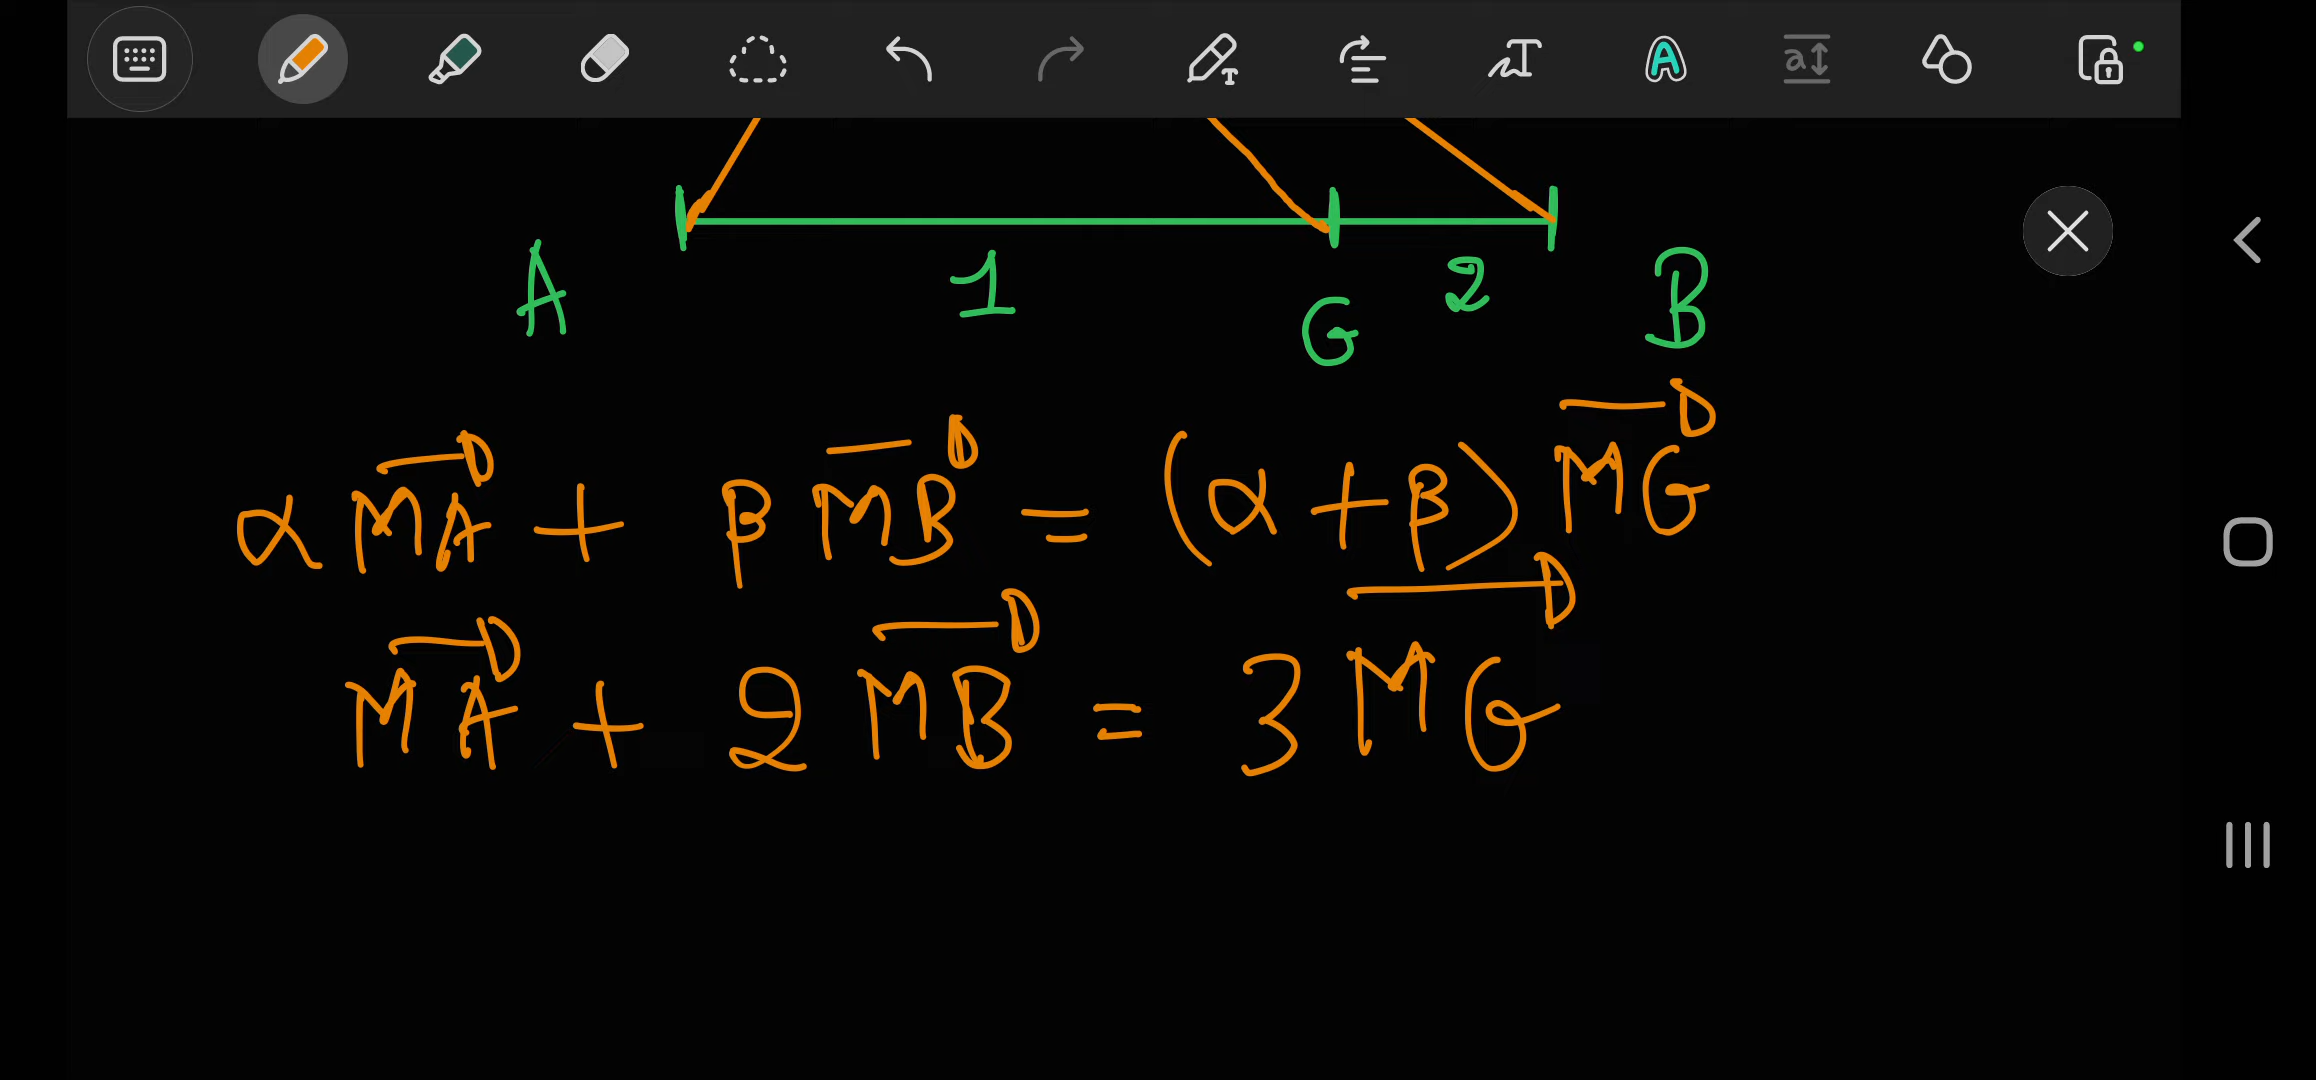 A 1 G 2 B
α MA + β MB = (α + β) MG
MA + 2 MB = 3 MG